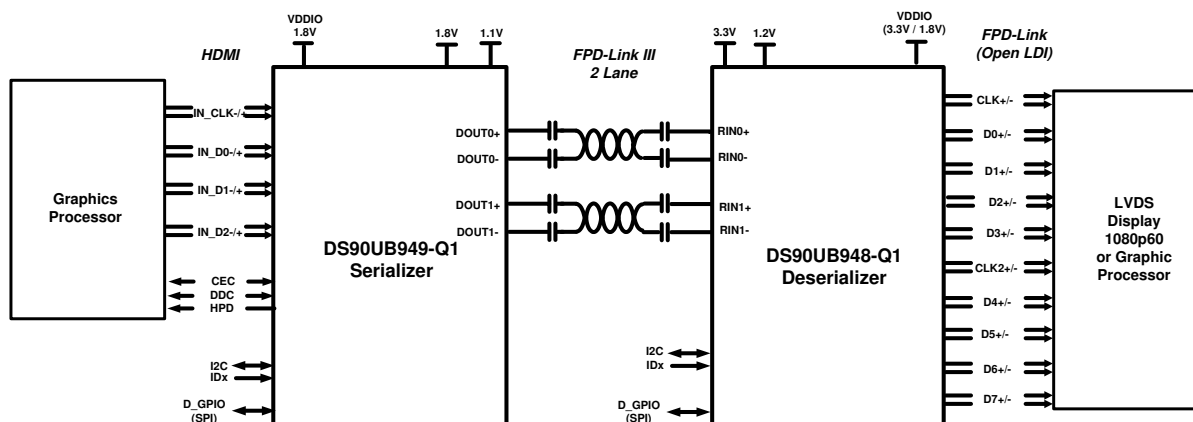 VDDIO
1.8V
1.8V
1.1V
3.3V
1.2V
VDDIO
(3.3V / 1.8V)
HDMI
FPD-Link III
2 Lane
FPD-Link
(Open LDI)
Graphics
Processor
IN_CLK-/+
IN_D0-/+
IN_D1-/+
IN_D2-/+
CEC
DDC
HPD
I2C
IDx
D_GPIO
(SPI)
DS90UB949-Q1
Serializer
DOUT0+
DOUT0-
DOUT1+
DOUT1-
RIN0+
RIN0-
RIN1+
RIN1-
DS90UB948-Q1
Deserializer
I2C
IDx
D_GPIO
(SPI)
CLK+/-
D0+/-
D1+/-
D2+/-
D3+/-
CLK2+/-
D4+/-
D5+/-
D6+/-
D7+/-
LVDS
Display
1080p60
or Graphic
Processor